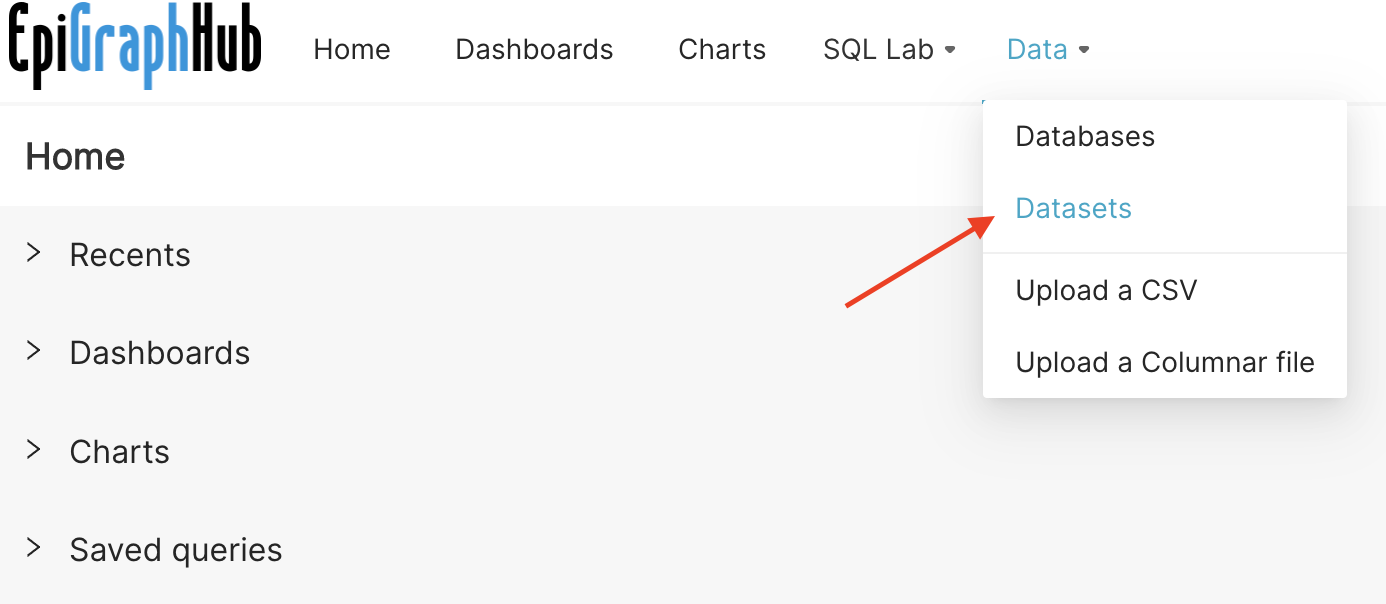 EpiGraphHub Home Dashboards Charts SQL Lab Data
Databases
Datasets
Upload a CSV
Upload a Columnar file
Home
Recents
Dashboards
Charts
Saved queries